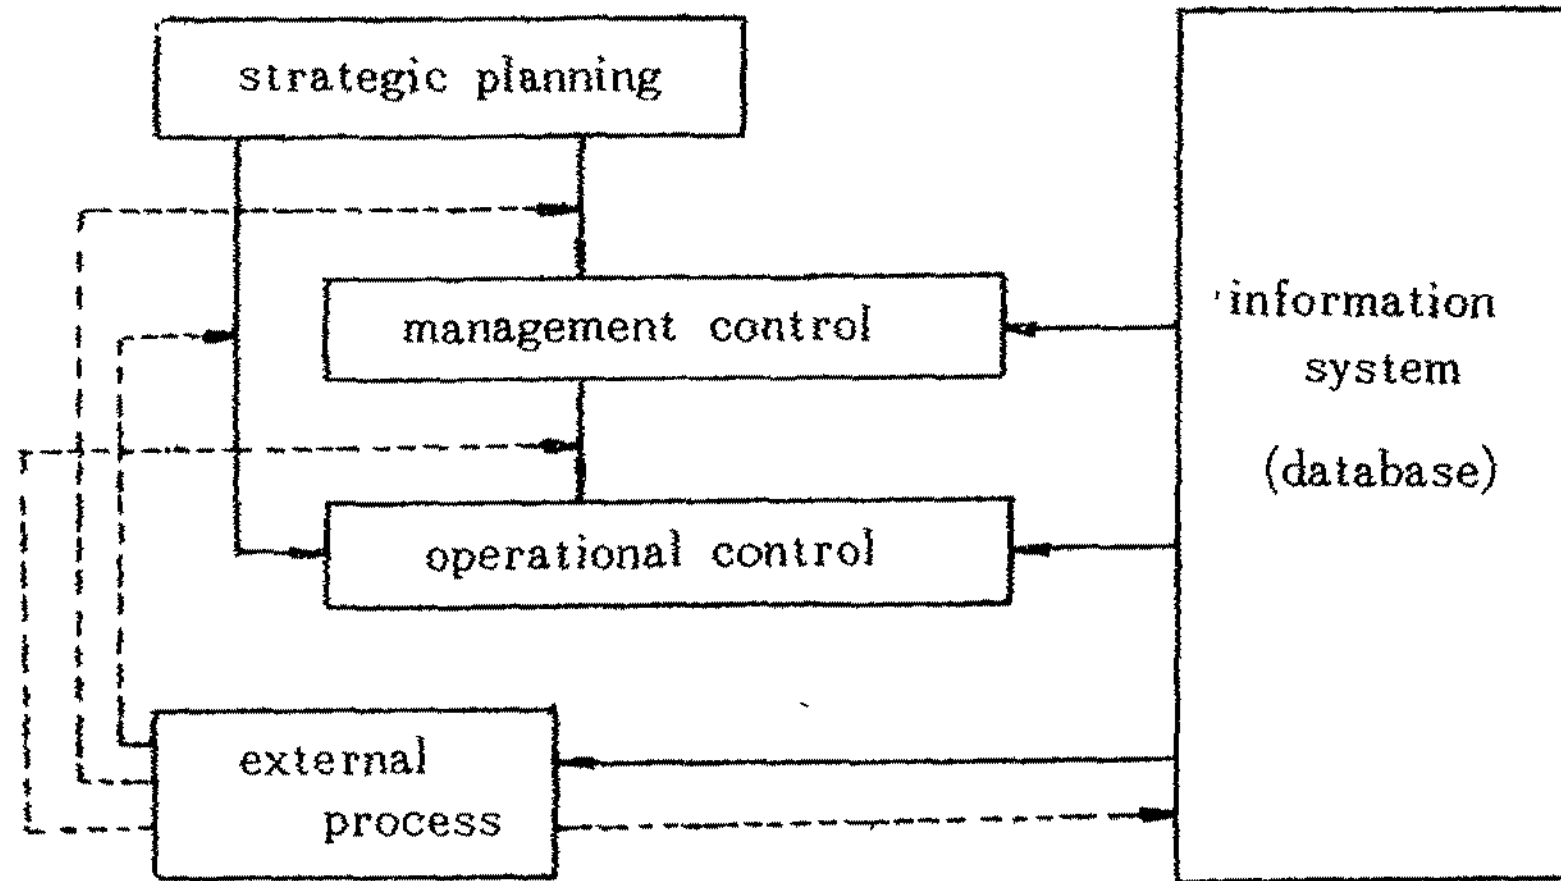 strategic planning
management control
operational control
external
process
information
system
(database)